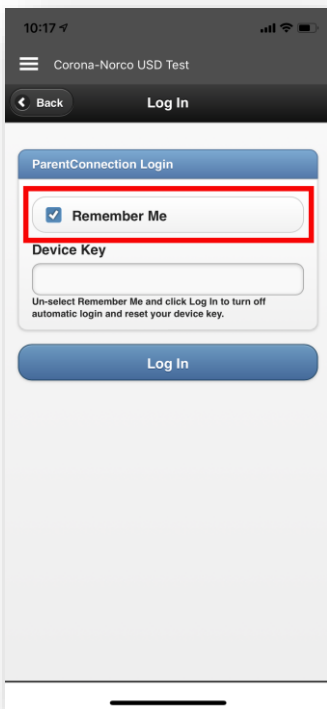 10:17
Corona-Norco USD Test
Back
Log In
ParentConnection Login
Remember Me
Device Key
Un-select Remember Me and click Log In to turn off
automatic login and reset your device key.
Log In